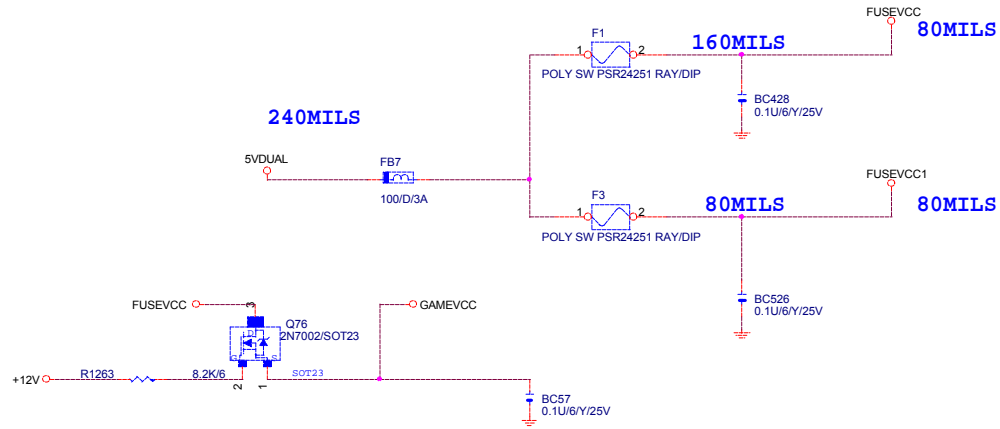 FUSEVCC
80MILS
F1
160MILS
1 2
POLY SW PSR24251 RAY/DIP
BC428
0.1U/6/Y/25V
240MILS
5VDUAL
FB7
100/D/3A
FUSEVCC1
F3
80MILS
80MILS
1 2
POLY SW PSR24251 RAY/DIP
BC526
0.1U/6/Y/25V
FUSEVCC
3
GAMEVCC
Q76
2N7002/SOT23
D
G S
+12V
R1263
8.2K/6
2
1
SOT23
BC57
0.1U/6/Y/25V